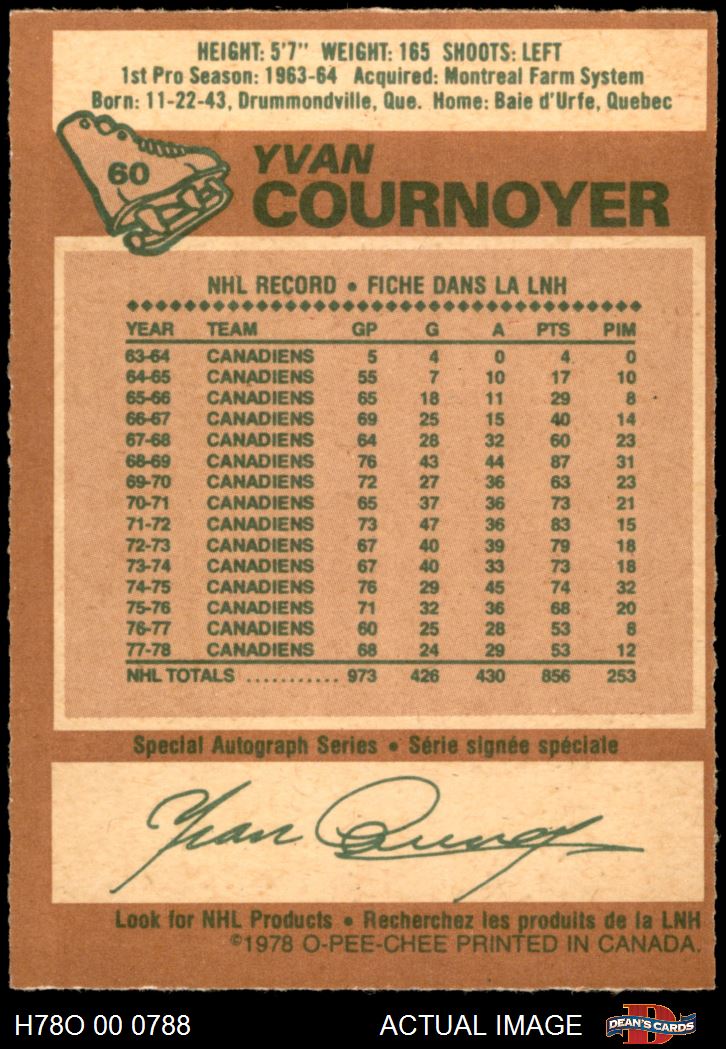 HEIGHT: 5'7" WEIGHT: 165 SHOOTS: LEFT
1st Pro Season: 1963-64 Acquired: Montreal Farm System
Born: 11-22-43, Drummondville, Que. Home: Baie d'Urfe, Quebec
60
YVAN
COURNOYER
NHL RECORD • FICHE DANS LA LNH
YEAR TEAM GP G A PTS PIM
63-64 CANADIENS 5 4 0 4 0
64-65 CANADIENS 55 7 10 17 10
65-66 CANADIENS 65 18 11 29 8
66-67 CANADIENS 69 25 15 40 14
67-68 CANADIENS 64 28 32 60 23
68-69 CANADIENS 76 43 44 87 31
69-70 CANADIENS 72 27 36 63 23
70-71 CANADIENS 65 37 36 73 21
71-72 CANADIENS 73 47 36 83 15
72-73 CANADIENS 67 40 39 79 18
73-74 CANADIENS 67 40 33 73 18
74-75 CANADIENS 76 29 45 74 32
75-76 CANADIENS 71 32 36 68 20
76-77 CANADIENS 60 25 28 53 8
77-78 CANADIENS 68 24 29 53 12
NHL TOTALS ........... 973 426 430 856 253
Special Autograph Series • Série signée spéciale
Yvan Cournoyer
Look for NHL Products • Recherchez les produits de la LNH
©1978 O-PEE-CHEE PRINTED IN CANADA.
H78O 00 0788 ACTUAL IMAGE DEAN'S CARDS